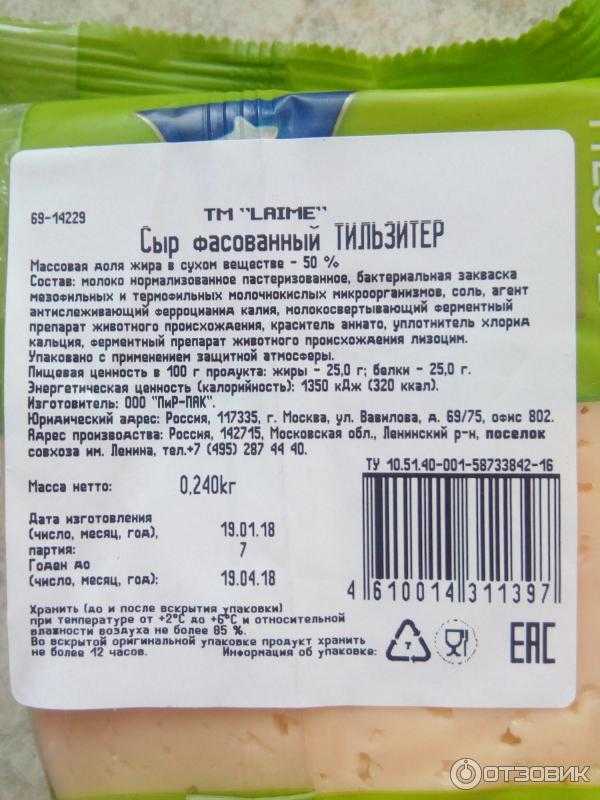 69-14229
TM "LAIME"
Сыр фасованный ТИЛЬЗИТЕР
Массовая доля жира в сухом веществе - 50 %
Состав: молоко нормализованное пастеризованное, бактериальная закваска
мезофильных и термофильных молочнокислых микроорганизмов, соль, агент
антислеживающий ферроцианид калия, молокосвертывающий ферментный
препарат животного происхождения, краситель аннато, уплотнитель хлорид
кальция, ферментный препарат животного происхождения лизоцим.
Упаковано с применением защитной атмосферы.
Пищевая ценность в 100 г продукта: жиры - 25,0 г; белки - 25,0 г.
Энергетическая ценность (калорийность): 1350 кДж (320 ккал).
Изготовитель: ООО "ПиР-ПАК".
Юридический адрес: Россия, 117335, г. Москва, ул. Вавилова, д. 69/75, офис 802.
Адрес производства: Россия, 142715, Московская обл., Ленинский р-н, поселок
совхоза им. Ленина, тел.+7 (495) 287 44 40.
ТУ 10.51.40-001-58733842-16
Масса нетто: 0,240кг
Дата изготовления
(число, месяц, год), 19.01.18
партия: 7
Годен до
(число, месяц, год): 19.04.18
4 610014 311397
Хранить (до и после вскрытия упаковки)
при температуре от +2°C до +6°C и относительной
влажности воздуха не более 85 %.
Во вскрытой оригинальной упаковке продукт хранить
не более 12 часов. Информация об упаковке:
7
EAC
ОТЗОВИК